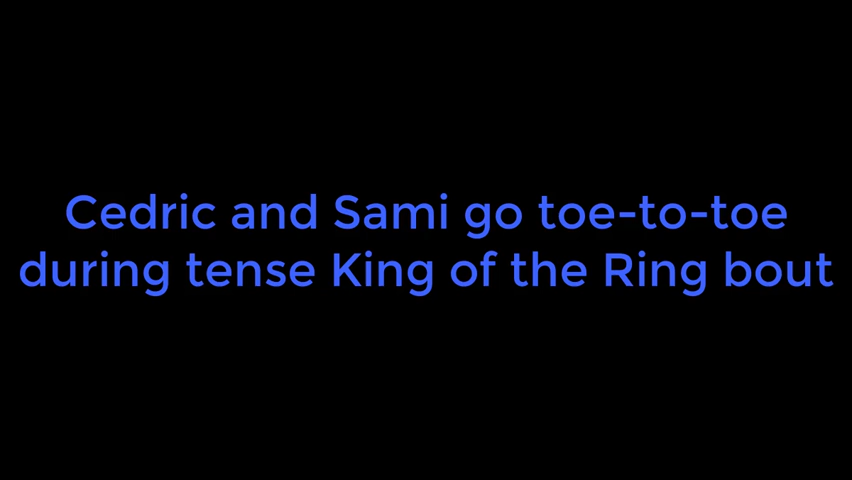 Cedric and Sami go toe-to-toe
during tense King of the Ring bout